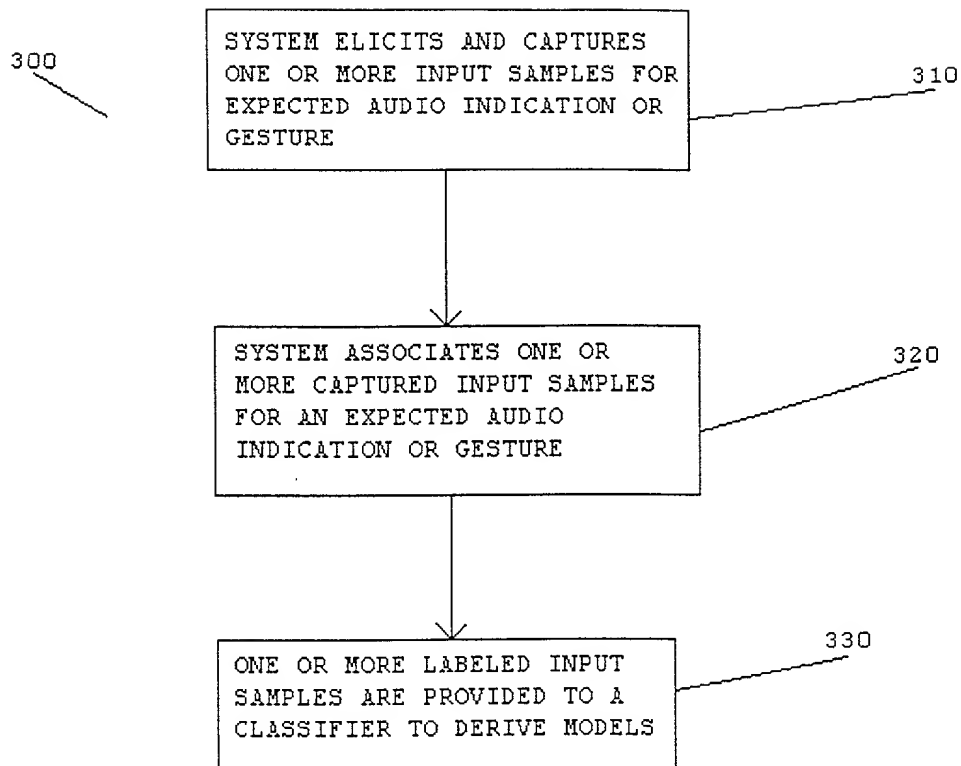 300
SYSTEM ELICITS AND CAPTURES
ONE OR MORE INPUT SAMPLES FOR
EXPECTED AUDIO INDICATION OR
GESTURE
310
SYSTEM ASSOCIATES ONE OR
MORE CAPTURED INPUT SAMPLES
FOR AN EXPECTED AUDIO
INDICATION OR GESTURE
320
ONE OR MORE LABELED INPUT
SAMPLES ARE PROVIDED TO A
CLASSIFIER TO DERIVE MODELS
330